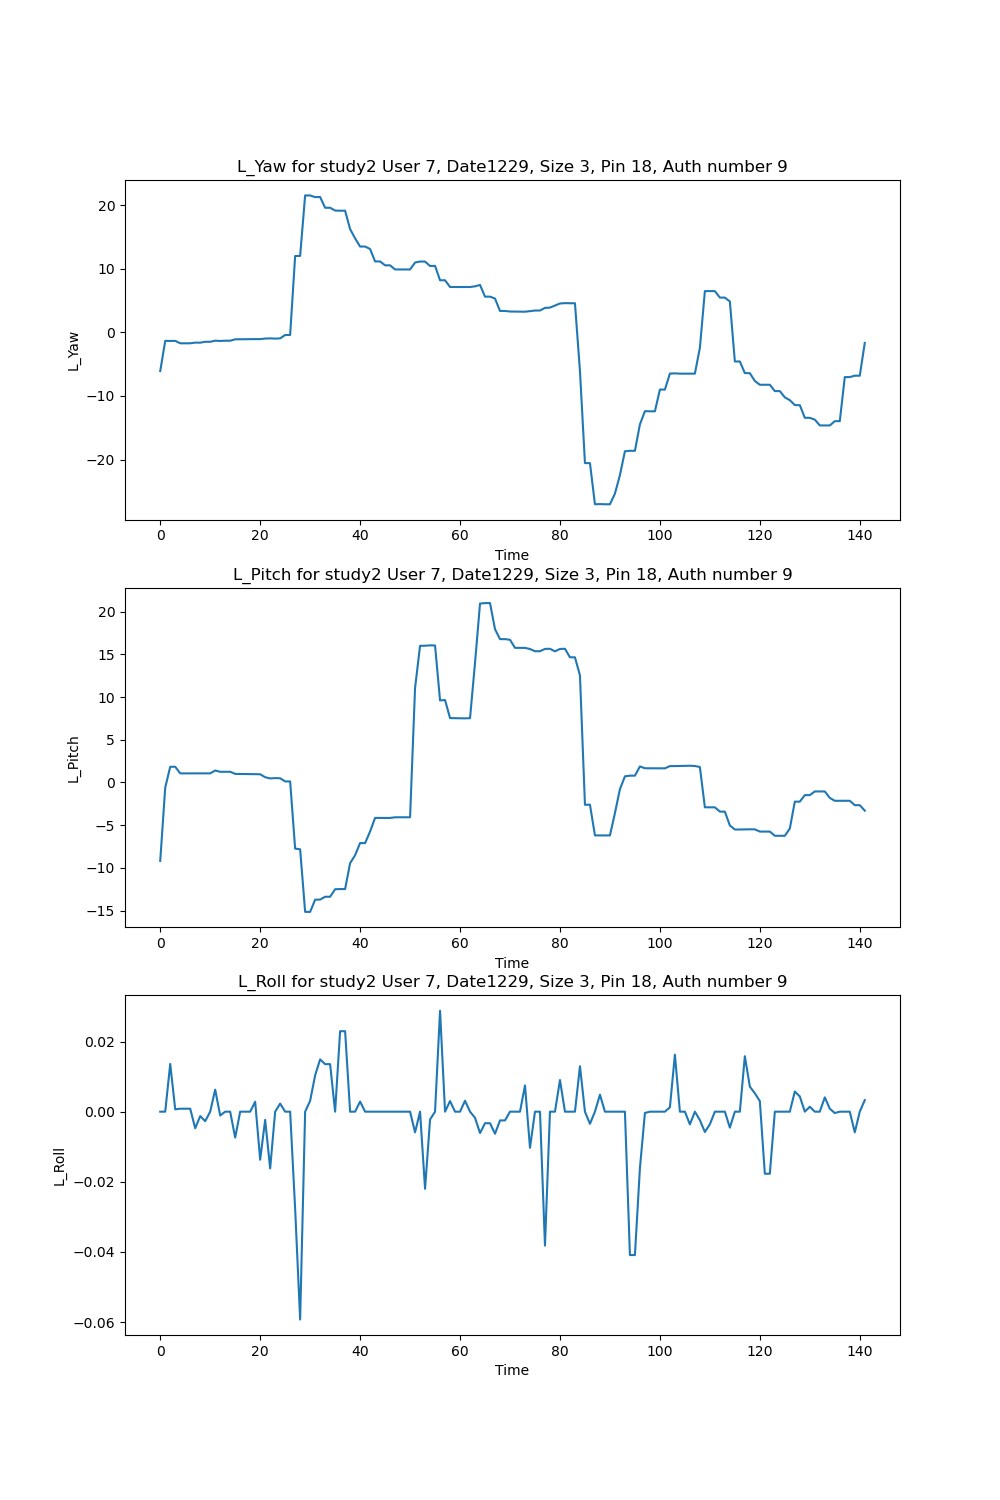 L_Yaw for study2 User 7, Date1229, Size 3, Pin 18, Auth number 9
20
10
0
−10
−20
L_Yaw
0 20 40 60 80 100 120 140
Time
L_Pitch for study2 User 7, Date1229, Size 3, Pin 18, Auth number 9
20
15
10
5
0
−5
−10
−15
L_Pitch
0 20 40 60 80 100 120 140
Time
L_Roll for study2 User 7, Date1229, Size 3, Pin 18, Auth number 9
0.02
0.00
−0.02
−0.04
−0.06
L_Roll
0 20 40 60 80 100 120 140
Time